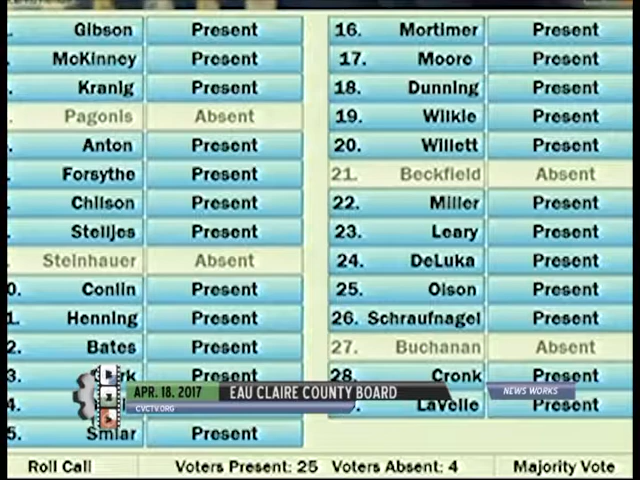 Gibson Present
McKinney Present
Kranig Present
Pagonis Absent
Anton Present
Forsythe Present
Chilson Present
Stelljes Present
Steinhauer Absent
0. Conlin Present
1. Henning Present
2. Bates Present
3. rk Present
4. Present
5. Smiar Present
16. Mortimer Present
17. Moore Present
18. Dunning Present
19. Wilkie Present
20. Willett Present
21. Beckfield Absent
22. Miller Present
23. Leary Present
24. DeLuka Present
25. Olson Present
26. Schraufnagel Present
27. Buchanan Absent
28. Cronk Present
LaVelle Present
APR. 18. 2017 EAU CLAIRE COUNTY BOARD NEWS WORKS
CVCTV.ORG
Roll Call Voters Present: 25 Voters Absent: 4 Majority Vote